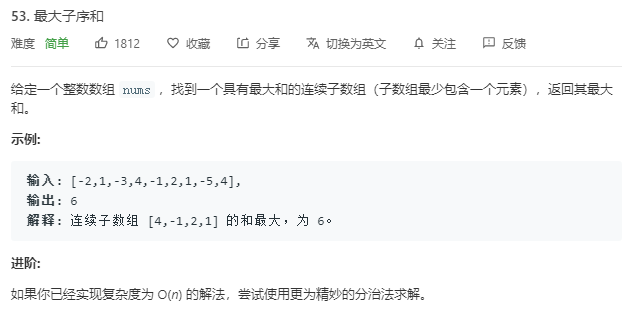 53. 最大子序和
难度 简单 1812 收藏 分享 切换为英文 关注 反馈
给定一个整数数组 nums ，找到一个具有最大和的连续子数组（子数组最少包含一个元素），返回其最大
和。
示例:
输入: [-2,1,-3,4,-1,2,1,-5,4],
输出: 6
解释: 连续子数组 [4,-1,2,1] 的和最大，为 6。
进阶:
如果你已经实现复杂度为 O(n) 的解法，尝试使用更为精妙的分治法求解。